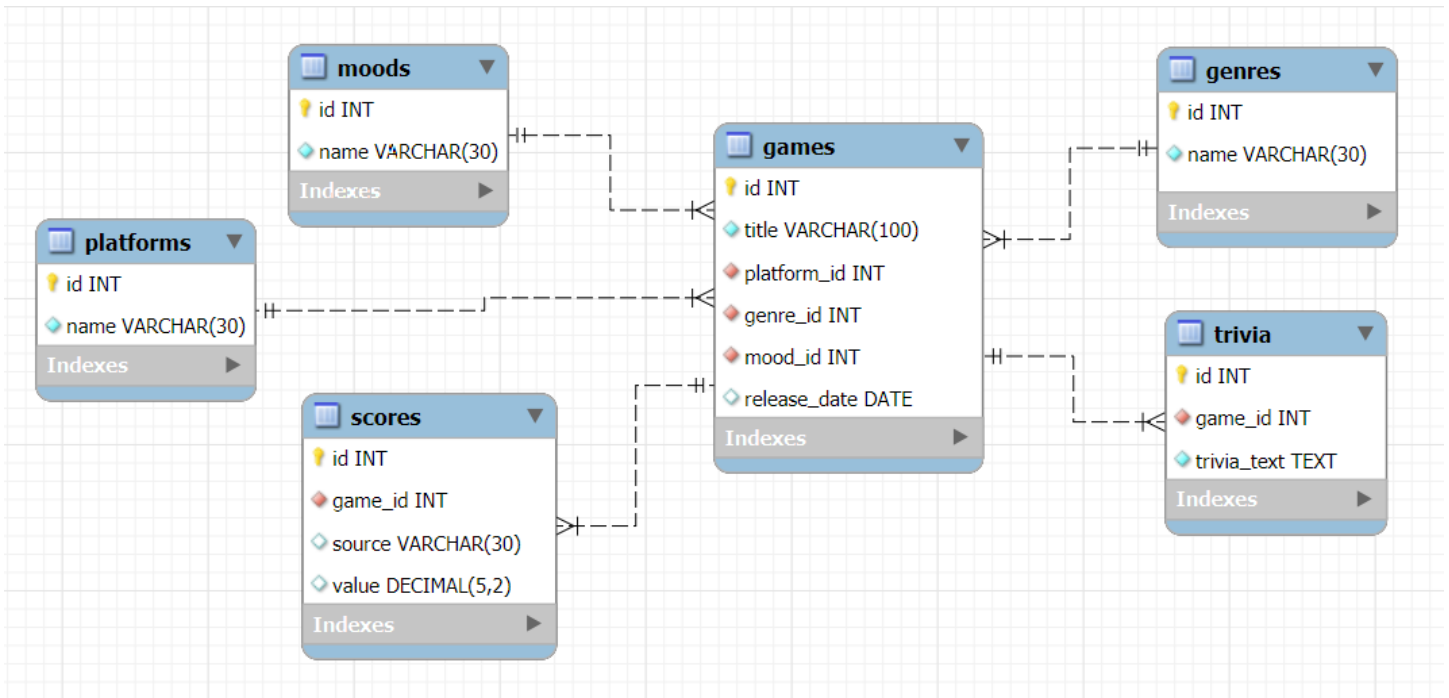 moods
id INT
name VARCHAR(30)
Indexes
platforms
id INT
name VARCHAR(30)
Indexes
scores
id INT
game_id INT
source VARCHAR(30)
value DECIMAL(5,2)
Indexes
games
id INT
title VARCHAR(100)
platform_id INT
genre_id INT
mood_id INT
release_date DATE
Indexes
genres
id INT
name VARCHAR(30)
Indexes
trivia
id INT
game_id INT
trivia_text TEXT
Indexes